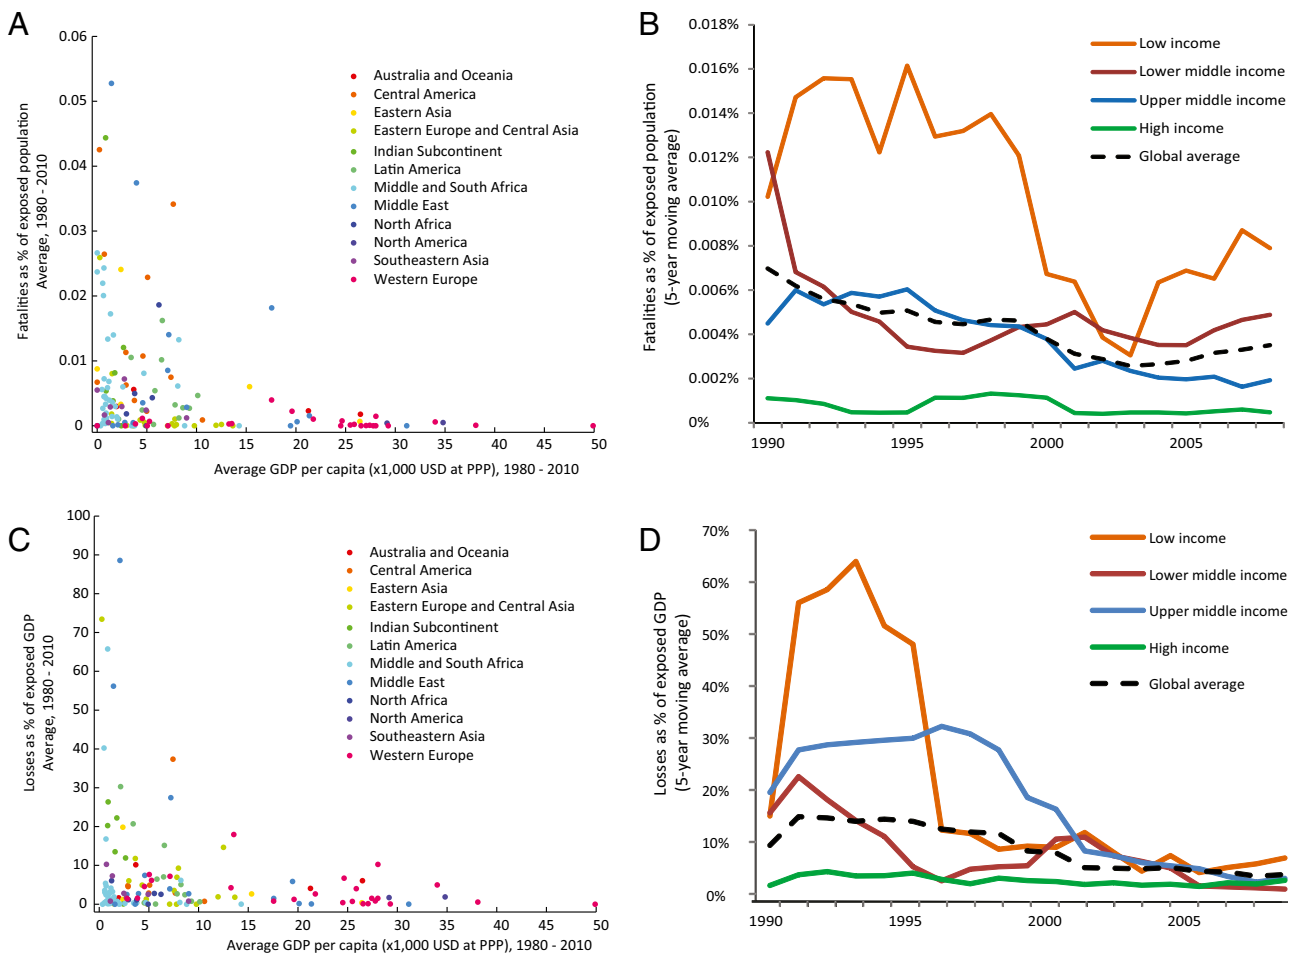 A
Fatalities as % of exposed population
Average, 1980 - 2010
0.06
0.05
0.04
0.03
0.02
0.01
0
0
5
10
15
20
25
30
35
40
45
50
Average GDP per capita (x1,000 USD at PPP), 1980 - 2010
Australia and Oceania
Central America
Eastern Asia
Eastern Europe and Central Asia
Indian Subcontinent
Latin America
Middle and South Africa
Middle East
North Africa
North America
Southeastern Asia
Western Europe
B
Fatalities as % of exposed population
(5-year moving average)
0.018%
0.016%
0.014%
0.012%
0.010%
0.008%
0.006%
0.004%
0.002%
0%
1990
1995
2000
2005
Low income
Lower middle income
Upper middle income
High income
Global average
C
Losses as % of exposed GDP
Average, 1980 - 2010
100
90
80
70
60
50
40
30
20
10
0
0
5
10
15
20
25
30
35
40
45
50
Average GDP per capita (x1,000 USD at PPP), 1980 - 2010
Australia and Oceania
Central America
Eastern Asia
Eastern Europe and Central Asia
Indian Subcontinent
Latin America
Middle and South Africa
Middle East
North Africa
North America
Southeastern Asia
Western Europe
D
Losses as % of exposed GDP
(5-year moving average)
70%
60%
50%
40%
30%
20%
10%
0%
1990
1995
2000
2005
Low income
Lower middle income
Upper middle income
High income
Global average